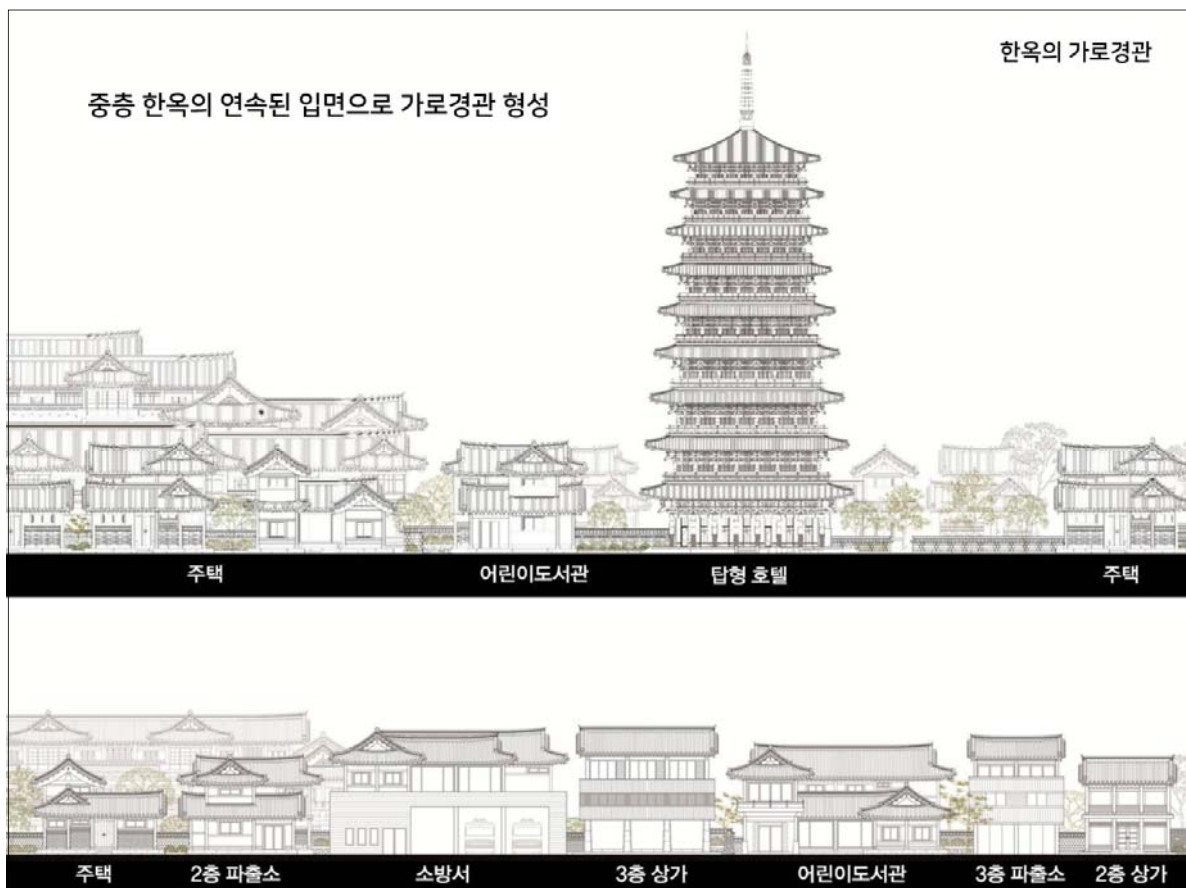 한옥의 가로경관
중층 한옥의 연속된 입면으로 가로경관 형성
주택 어린이도서관 탑형 호텔 주택
주택 2층 파출소 소방서 3층 상가 어린이도서관 3층 파출소 2층 상가